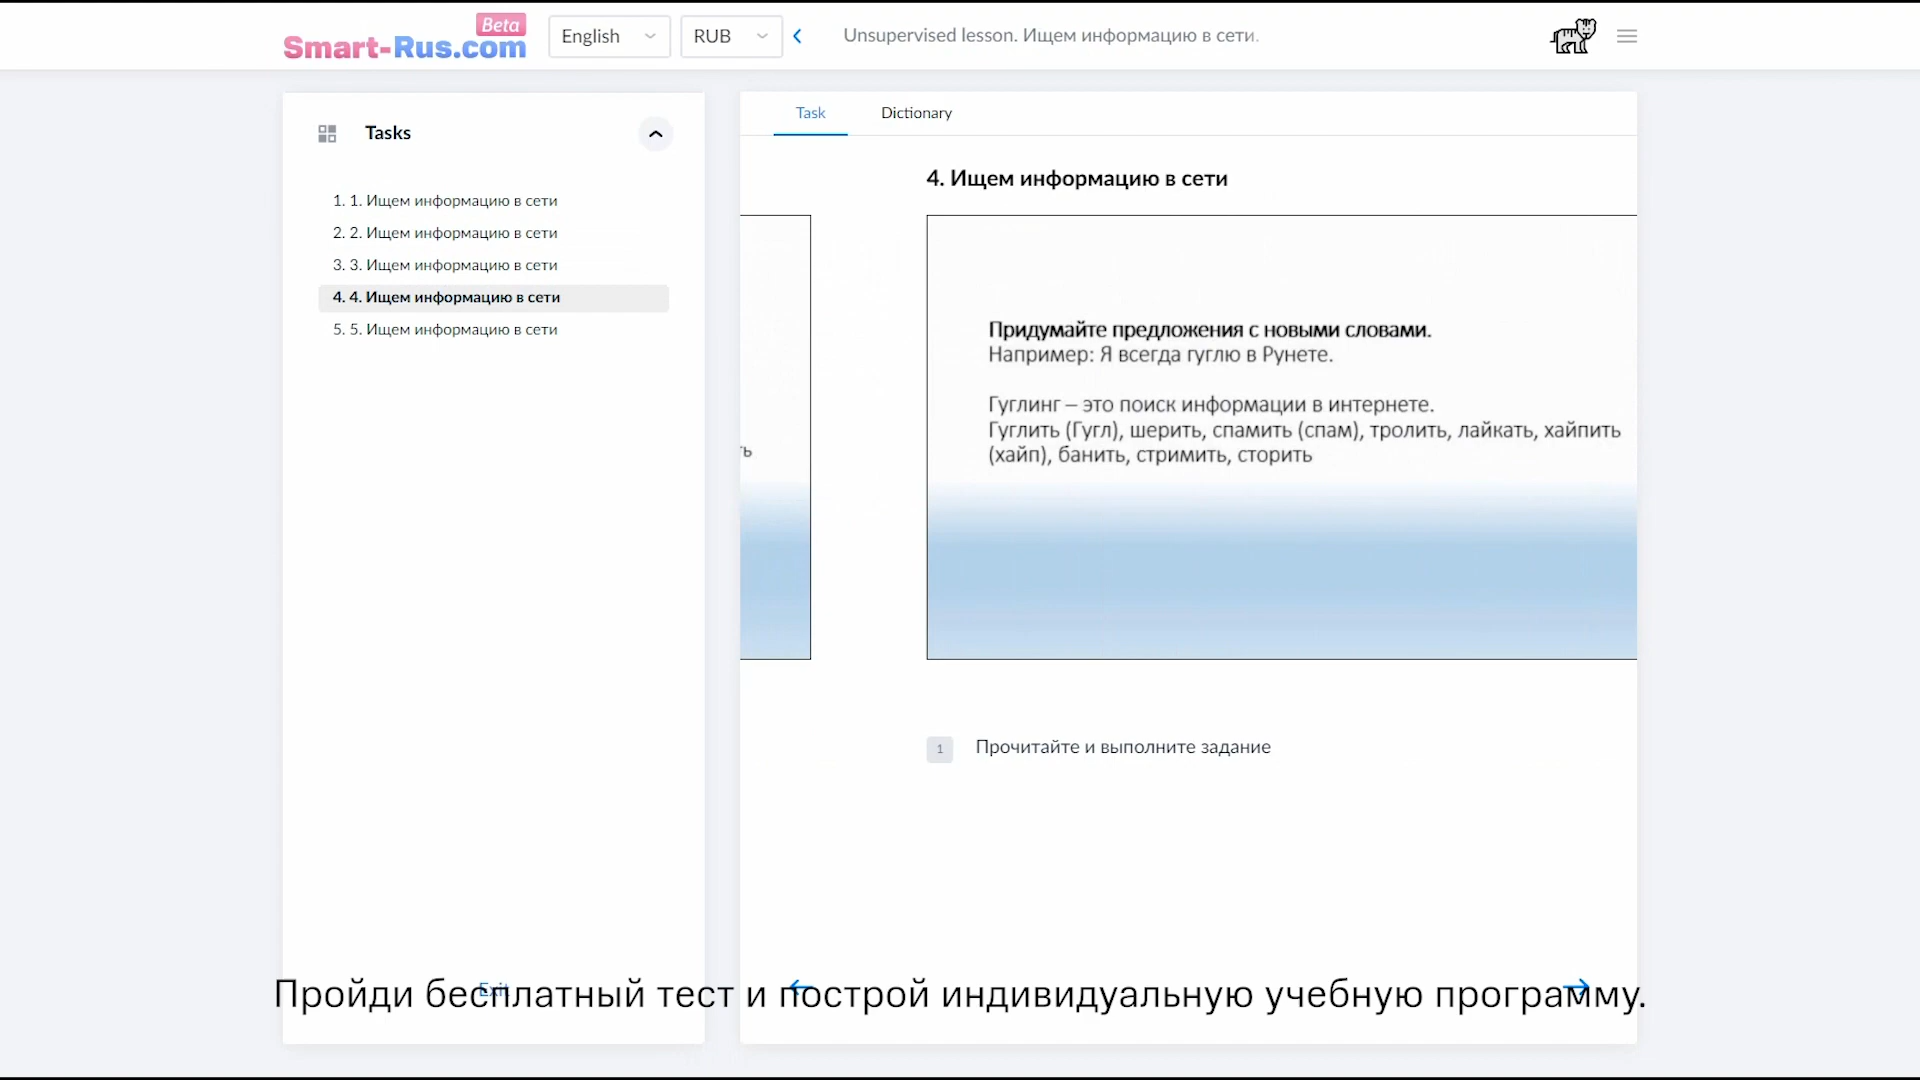 Beta
Smart-Rus.com
English
RUB
Unsupervised lesson. Ищем информацию в сети.
Tasks
1. 1. Ищем информацию в сети
2. 2. Ищем информацию в сети
3. 3. Ищем информацию в сети
4. 4. Ищем информацию в сети
5. 5. Ищем информацию в сети
Exit
Task
Dictionary
4. Ищем информацию в сети
ь
Придумайте предложения с новыми словами.
Например: Я всегда гуглю в Рунете.
Гуглинг – это поиск информации в интернете.
Гуглить (Гугл), шерить, спамить (спам), тролить, лайкать, хайпить
(хайп), банить, стримить, сторить
1
Прочитайте и выполните задание
Пройди бесплатный тест и построй индивидуальную учебную программу.